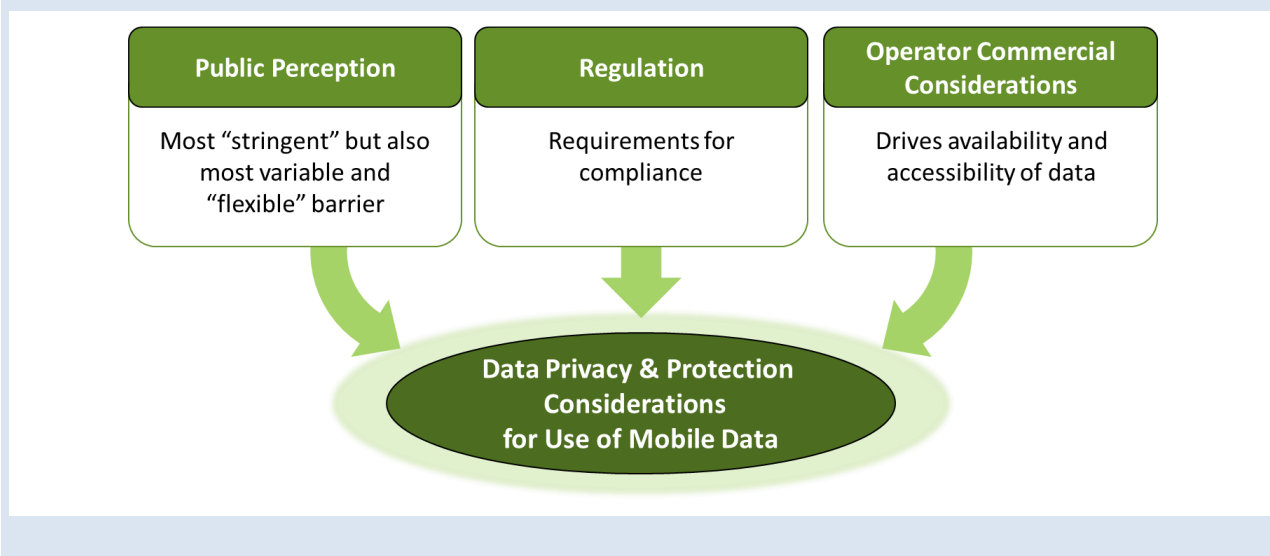 Public Perception
Most “stringent” but also
most variable and
“flexible” barrier
Regulation
Requirements for
compliance
Operator Commercial
Considerations
Drives availability and
accessibility of data
Data Privacy & Protection
Considerations
for Use of Mobile Data